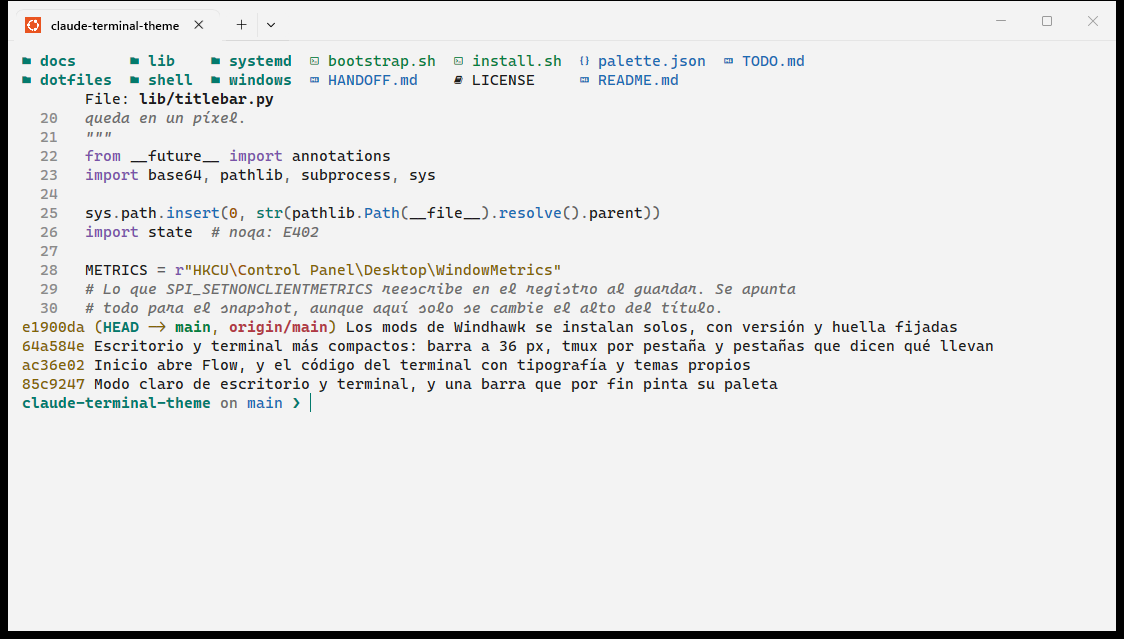 claude-terminal-theme
docs lib systemd bootstrap.sh install.sh {} palette.json TODO.md
dotfiles shell windows HANDOFF.md LICENSE README.md
File: lib/titlebar.py
20 queda en un píxel.
21 """
22 from __future__ import annotations
23 import base64, pathlib, subprocess, sys
24
25 sys.path.insert(0, str(pathlib.Path(__file__).resolve().parent))
26 import state  # noqa: E402
27
28 METRICS = r"HKCU\Control Panel\Desktop\WindowMetrics"
29 # Lo que SPI_SETNONCLIENTMETRICS reescribe en el registro al guardar. Se apunta
30 # todo para el snapshot, aunque aquí solo se cambie el alto del título.
e1900da (HEAD -> main, origin/main) Los mods de Windhawk se instalan solos, con versión y huella fijadas
64a584e Escritorio y terminal más compactos: barra a 36 px, tmux por pestaña y pestañas que dicen qué llevan
ac36e02 Inicio abre Flow, y el código del terminal con tipografía y temas propios
85c9247 Modo claro de escritorio y terminal, y una barra que por fin pinta su paleta
claude-terminal-theme on main ❯